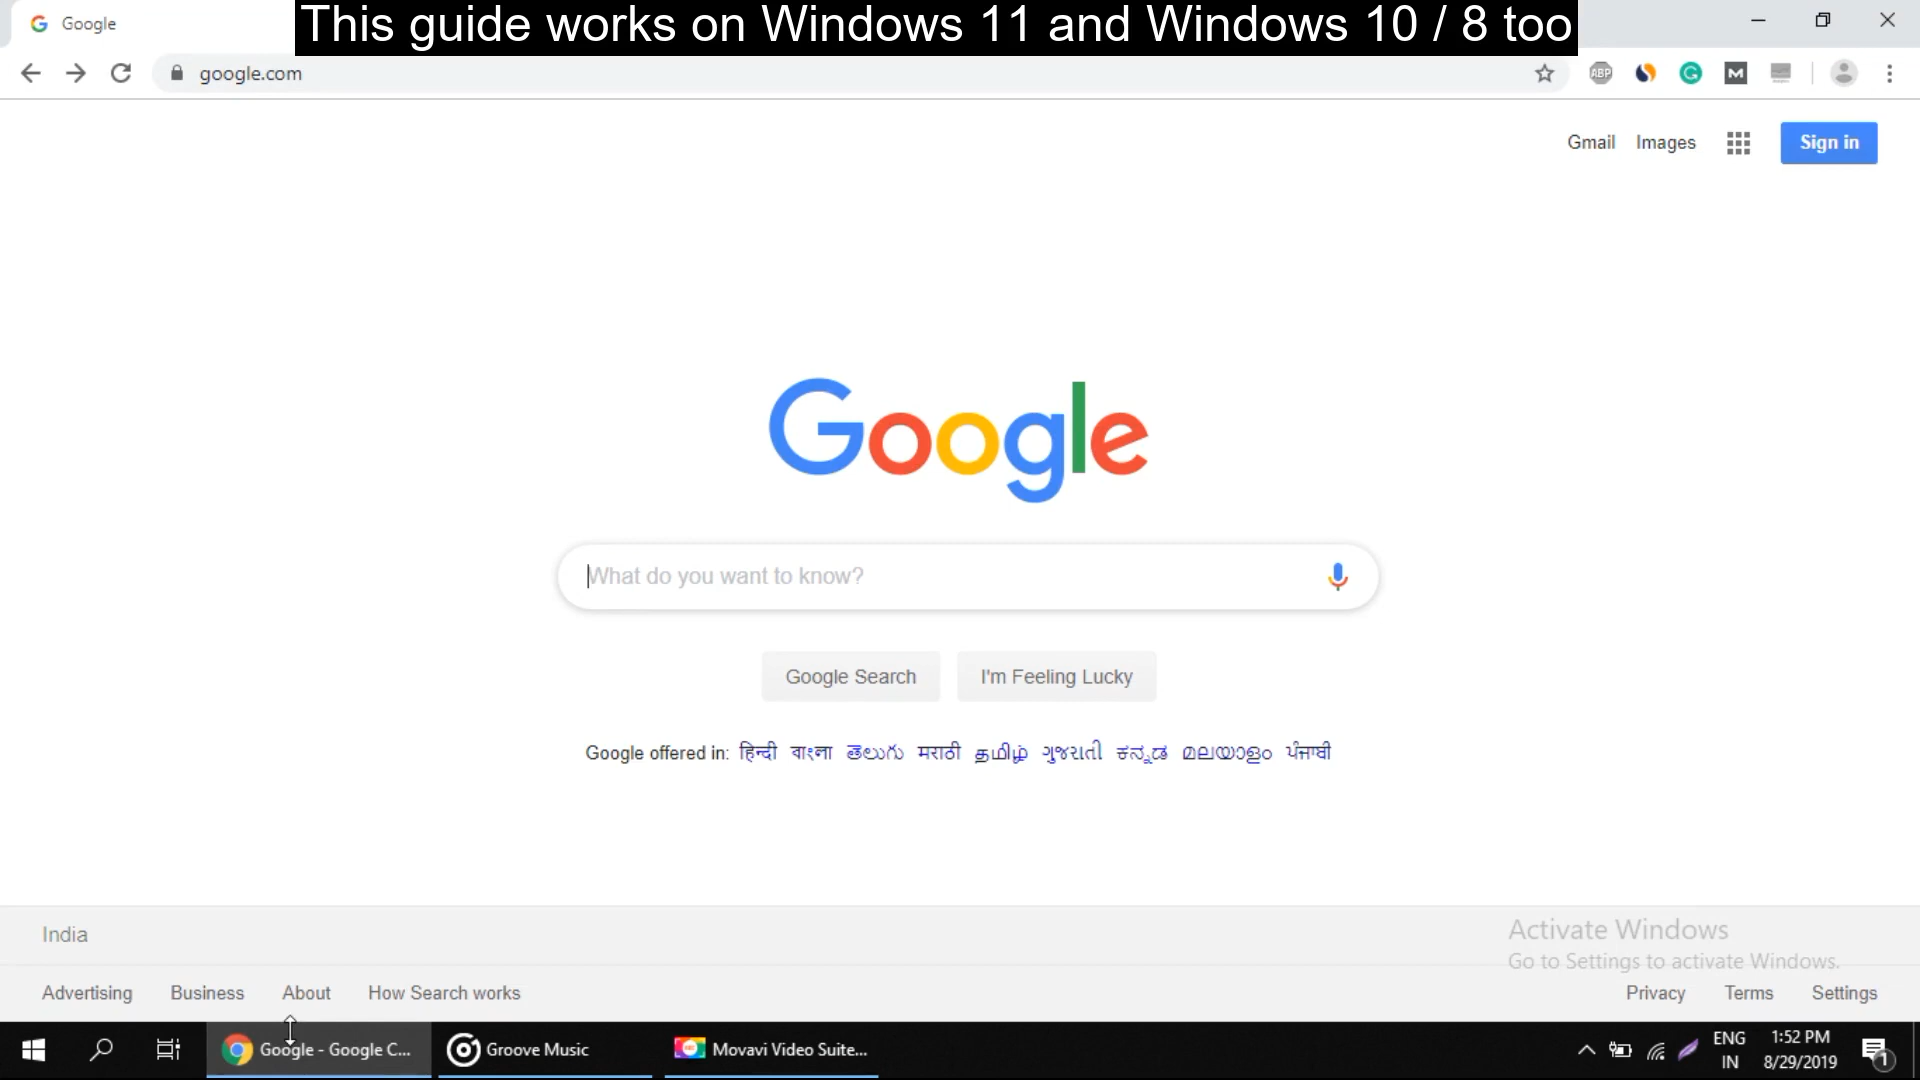 Google
This guide works on Windows 11 and Windows 10 / 8 too
google.com
ABP
Gmail Images
Sign in
Google
What do you want to know?
Google Search
I'm Feeling Lucky
Google offered in: हिन्दी বাংলা తెలుగు मराठी தமிழ் ગુજરાતી ಕನ್ನಡ മലയാളം ਪੰਜਾਬੀ
India
Activate Windows
Go to Settings to activate Windows.
Advertising Business About How Search works
Privacy Terms Settings
Google - Google C...
Groove Music
Movavi Video Suite...
ENG
IN
1:52 PM
8/29/2019
1